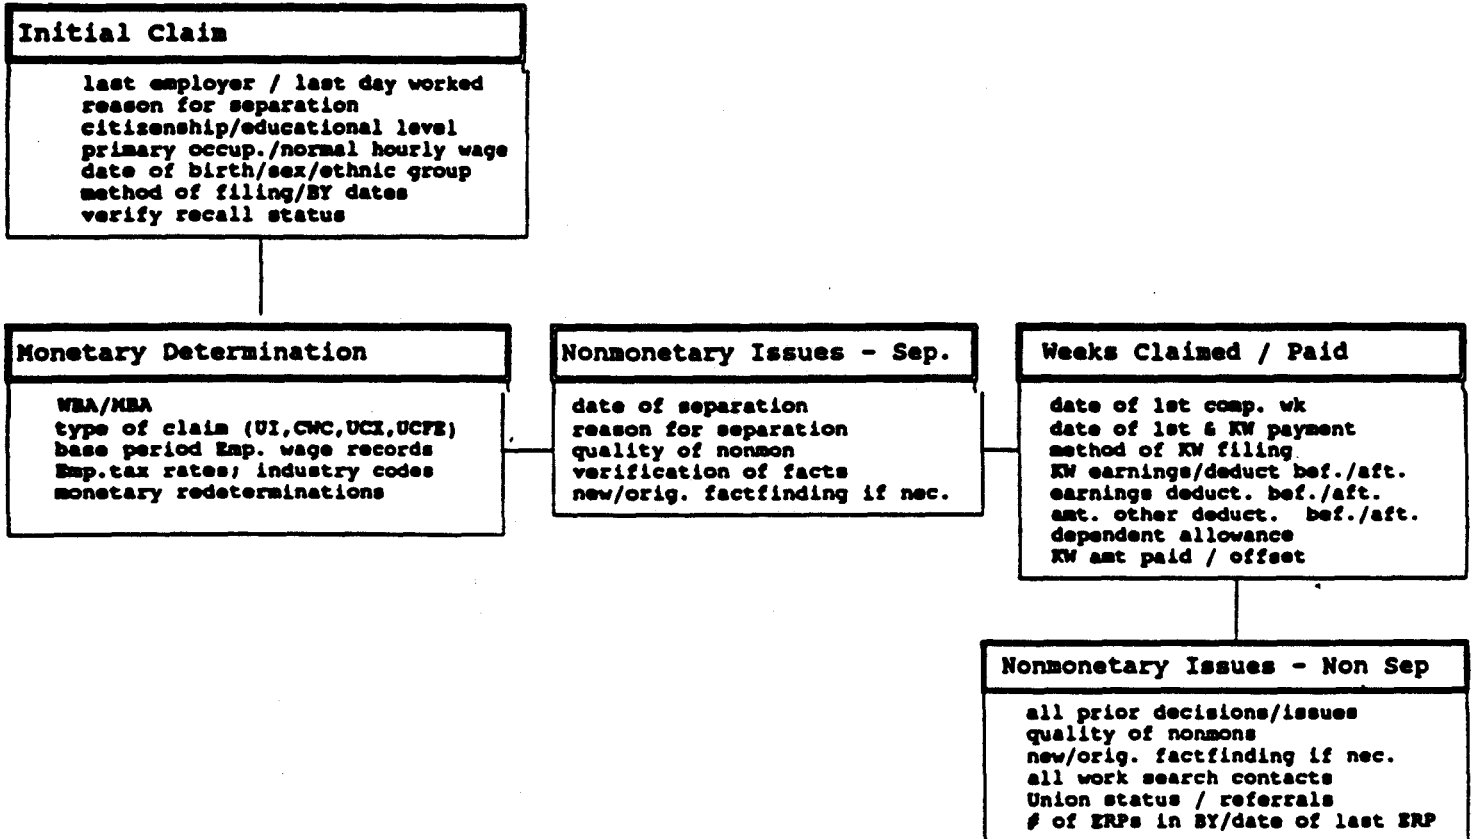 Initial Claim
last employer / last day worked
reason for separation
citizenship/educational level
primary occup./normal hourly wage
date of birth/sex/ethnic group
method of filing/BY dates
verify recall status
Monetary Determination
WBA/MBA
type of claim (UI,CWC,UCX,UCFE)
base period Emp. wage records
Emp.tax rates; industry codes
monetary redeterminations
Nonmonetary Issues - Sep.
date of separation
reason for separation
quality of nonmon
verification of facts
new/orig. factfinding if nec.
Weeks Claimed / Paid
date of 1st comp. wk
date of 1st & KW payment
method of KW filing
KW earnings/deduct bef./aft.
earnings deduct. bef./aft.
amt. other deduct. bef./aft.
dependent allowance
KW amt paid / offset
Nonmonetary Issues - Non Sep
all prior decisions/issues
quality of nonmons
new/orig. factfinding if nec.
all work search contacts
Union status / referrals
# of ERPs in BY/date of last ERP